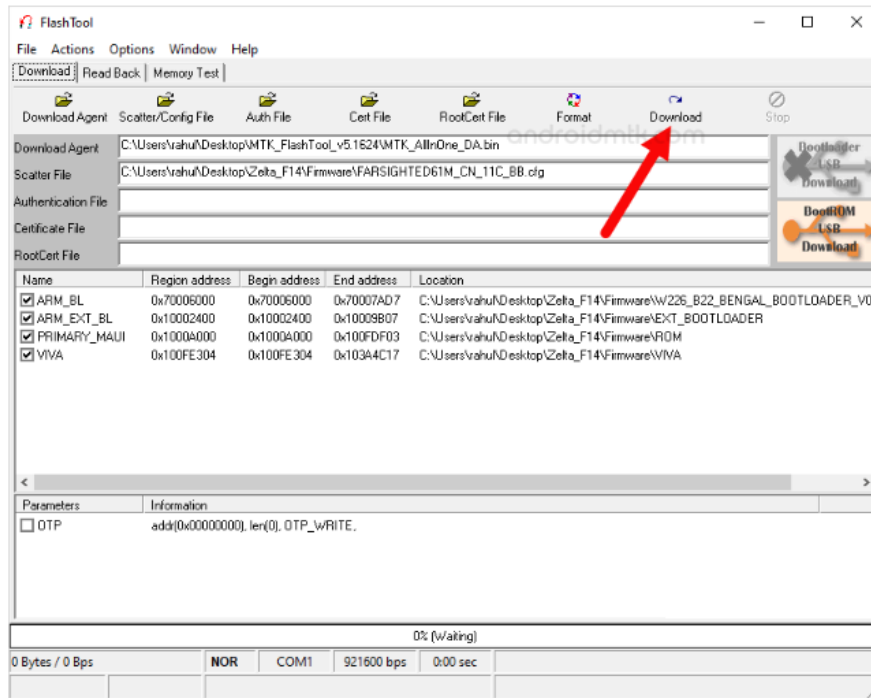 FlashTool
File Actions Options Window Help
Download Read Back Memory Test
Download Agent Scatter/Config File Auth File Cert File RootCert File Format Download Stop
androidmtk.com
Download Agent C:\Users\rahul\Desktop\MTK_FlashTool_v5.1624\MTK_AllInOne_DA.bin
Scatter File C:\Users\rahul\Desktop\Zelta_F14\Firmware\FARSIGHTED61M_CN_11C_BB.cfg
Authentication File
Certificate File
RootCert File
Bootloader
USB
Download
BootROM
USB
Download
Name Region address Begin address End address Location
ARM_BL 0x70006000 0x70006000 0x70007AD7 C:\Users\rahul\Desktop\Zelta_F14\Firmware\W226_B22_BENGAL_BOOTLOADER_V0
ARM_EXT_BL 0x10002400 0x10002400 0x10009B07 C:\Users\rahul\Desktop\Zelta_F14\Firmware\EXT_BOOTLOADER
PRIMARY_MAUI 0x1000A000 0x1000A000 0x100FDF03 C:\Users\rahul\Desktop\Zelta_F14\Firmware\ROM
VIVA 0x100FE304 0x100FE304 0x103A4C17 C:\Users\rahul\Desktop\Zelta_F14\Firmware\VIVA
Parameters Information
OTP addr(0x00000000), len(0), OTP_WRITE,
0% (Waiting)
0 Bytes / 0 Bps NOR COM1 921600 bps 0:00 sec